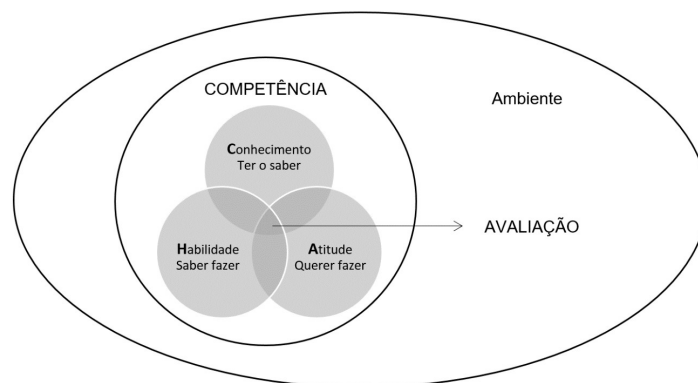 COMPETÊNCIA
Ambiente
Conhecimento
Ter o saber
AVALIAÇÃO
Habilidade
Saber fazer
Atitude
Querer fazer